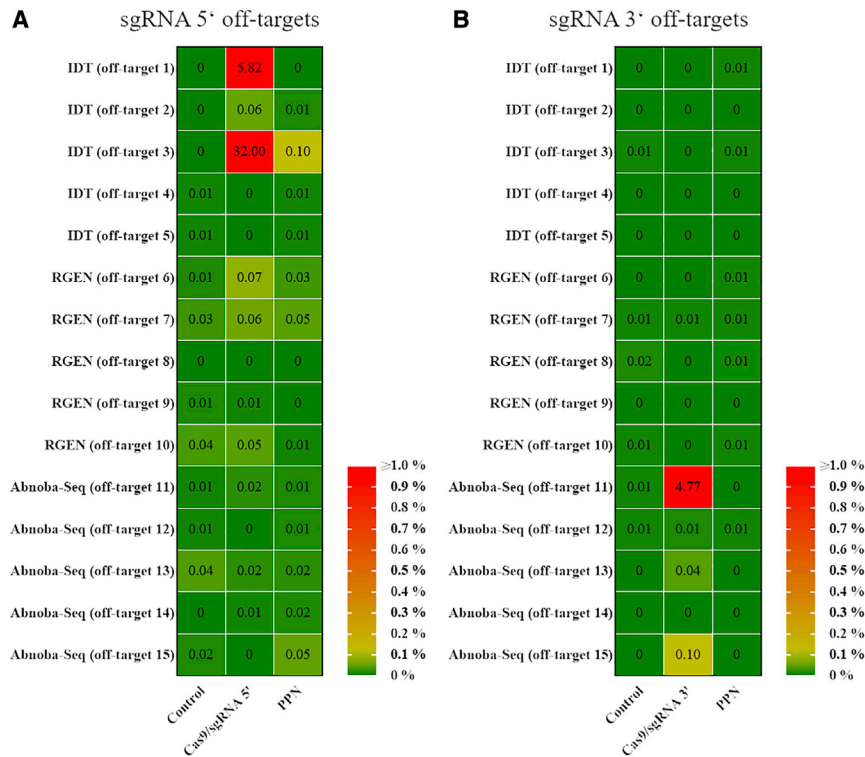 A
sgRNA 5‘ off-targets
IDT (off-target 1) 0 5.82 0
IDT (off-target 2) 0 0.06 0.01
IDT (off-target 3) 0 32.00 0.10
IDT (off-target 4) 0.01 0 0.01
IDT (off-target 5) 0.01 0 0.01
RGEN (off-target 6) 0.01 0.07 0.03
RGEN (off-target 7) 0.03 0.06 0.05
RGEN (off-target 8) 0 0 0
RGEN (off-target 9) 0.01 0.01 0
RGEN (off-target 10) 0.04 0.05 0.01
Abnoba-Seq (off-target 11) 0.01 0.02 0.01
Abnoba-Seq (off-target 12) 0.01 0 0.01
Abnoba-Seq (off-target 13) 0.04 0.02 0.02
Abnoba-Seq (off-target 14) 0 0.01 0.02
Abnoba-Seq (off-target 15) 0.02 0 0.05
Control Cas9/sgRNA 5' PPN
⩾1.0 %
0.9 %
0.8 %
0.7 %
0.6 %
0.5 %
0.4 %
0.3 %
0.2 %
0.1 %
0 %
B
sgRNA 3‘ off-targets
IDT (off-target 1) 0 0 0.01
IDT (off-target 2) 0 0 0
IDT (off-target 3) 0.01 0 0.01
IDT (off-target 4) 0 0 0
IDT (off-target 5) 0 0 0
RGEN (off-target 6) 0 0 0.01
RGEN (off-target 7) 0.01 0.01 0.01
RGEN (off-target 8) 0.02 0 0.01
RGEN (off-target 9) 0 0 0
RGEN (off-target 10) 0.01 0 0.01
Abnoba-Seq (off-target 11) 0.01 4.77 0
Abnoba-Seq (off-target 12) 0.01 0.01 0.01
Abnoba-Seq (off-target 13) 0 0.04 0
Abnoba-Seq (off-target 14) 0 0 0
Abnoba-Seq (off-target 15) 0 0.10 0
Control Cas9/sgRNA 3' PPN
⩾1.0 %
0.9 %
0.8 %
0.7 %
0.6 %
0.5 %
0.4 %
0.3 %
0.2 %
0.1 %
0 %